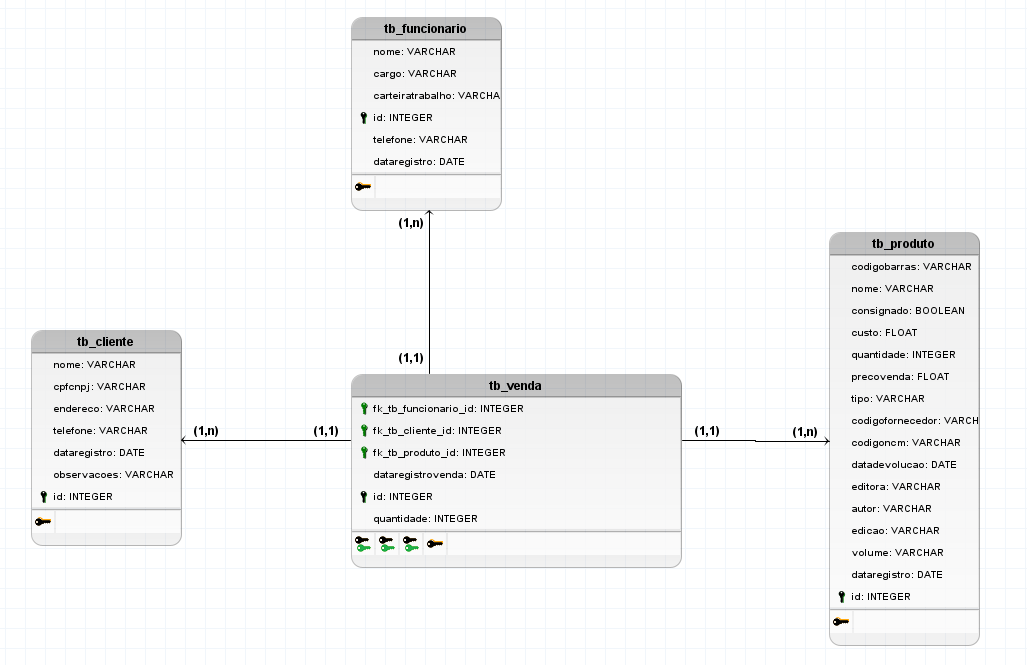 tb_funcionario
nome: VARCHAR
cargo: VARCHAR
carteiratrabalho: VARCHA
id: INTEGER
telefone: VARCHAR
dataregistro: DATE
(1,n)
(1,1)
tb_cliente
nome: VARCHAR
cpfcnpj: VARCHAR
endereco: VARCHAR
telefone: VARCHAR
dataregistro: DATE
observacoes: VARCHAR
id: INTEGER
(1,n)
(1,1)
tb_venda
fk_tb_funcionario_id: INTEGER
fk_tb_cliente_id: INTEGER
fk_tb_produto_id: INTEGER
dataregistrovenda: DATE
id: INTEGER
quantidade: INTEGER
(1,1)
(1,n)
tb_produto
codigobarras: VARCHAR
nome: VARCHAR
consignado: BOOLEAN
custo: FLOAT
quantidade: INTEGER
precovenda: FLOAT
tipo: VARCHAR
codigofornecedor: VARCH
codigoncm: VARCHAR
datadevolucao: DATE
editora: VARCHAR
autor: VARCHAR
edicao: VARCHAR
volume: VARCHAR
dataregistro: DATE
id: INTEGER